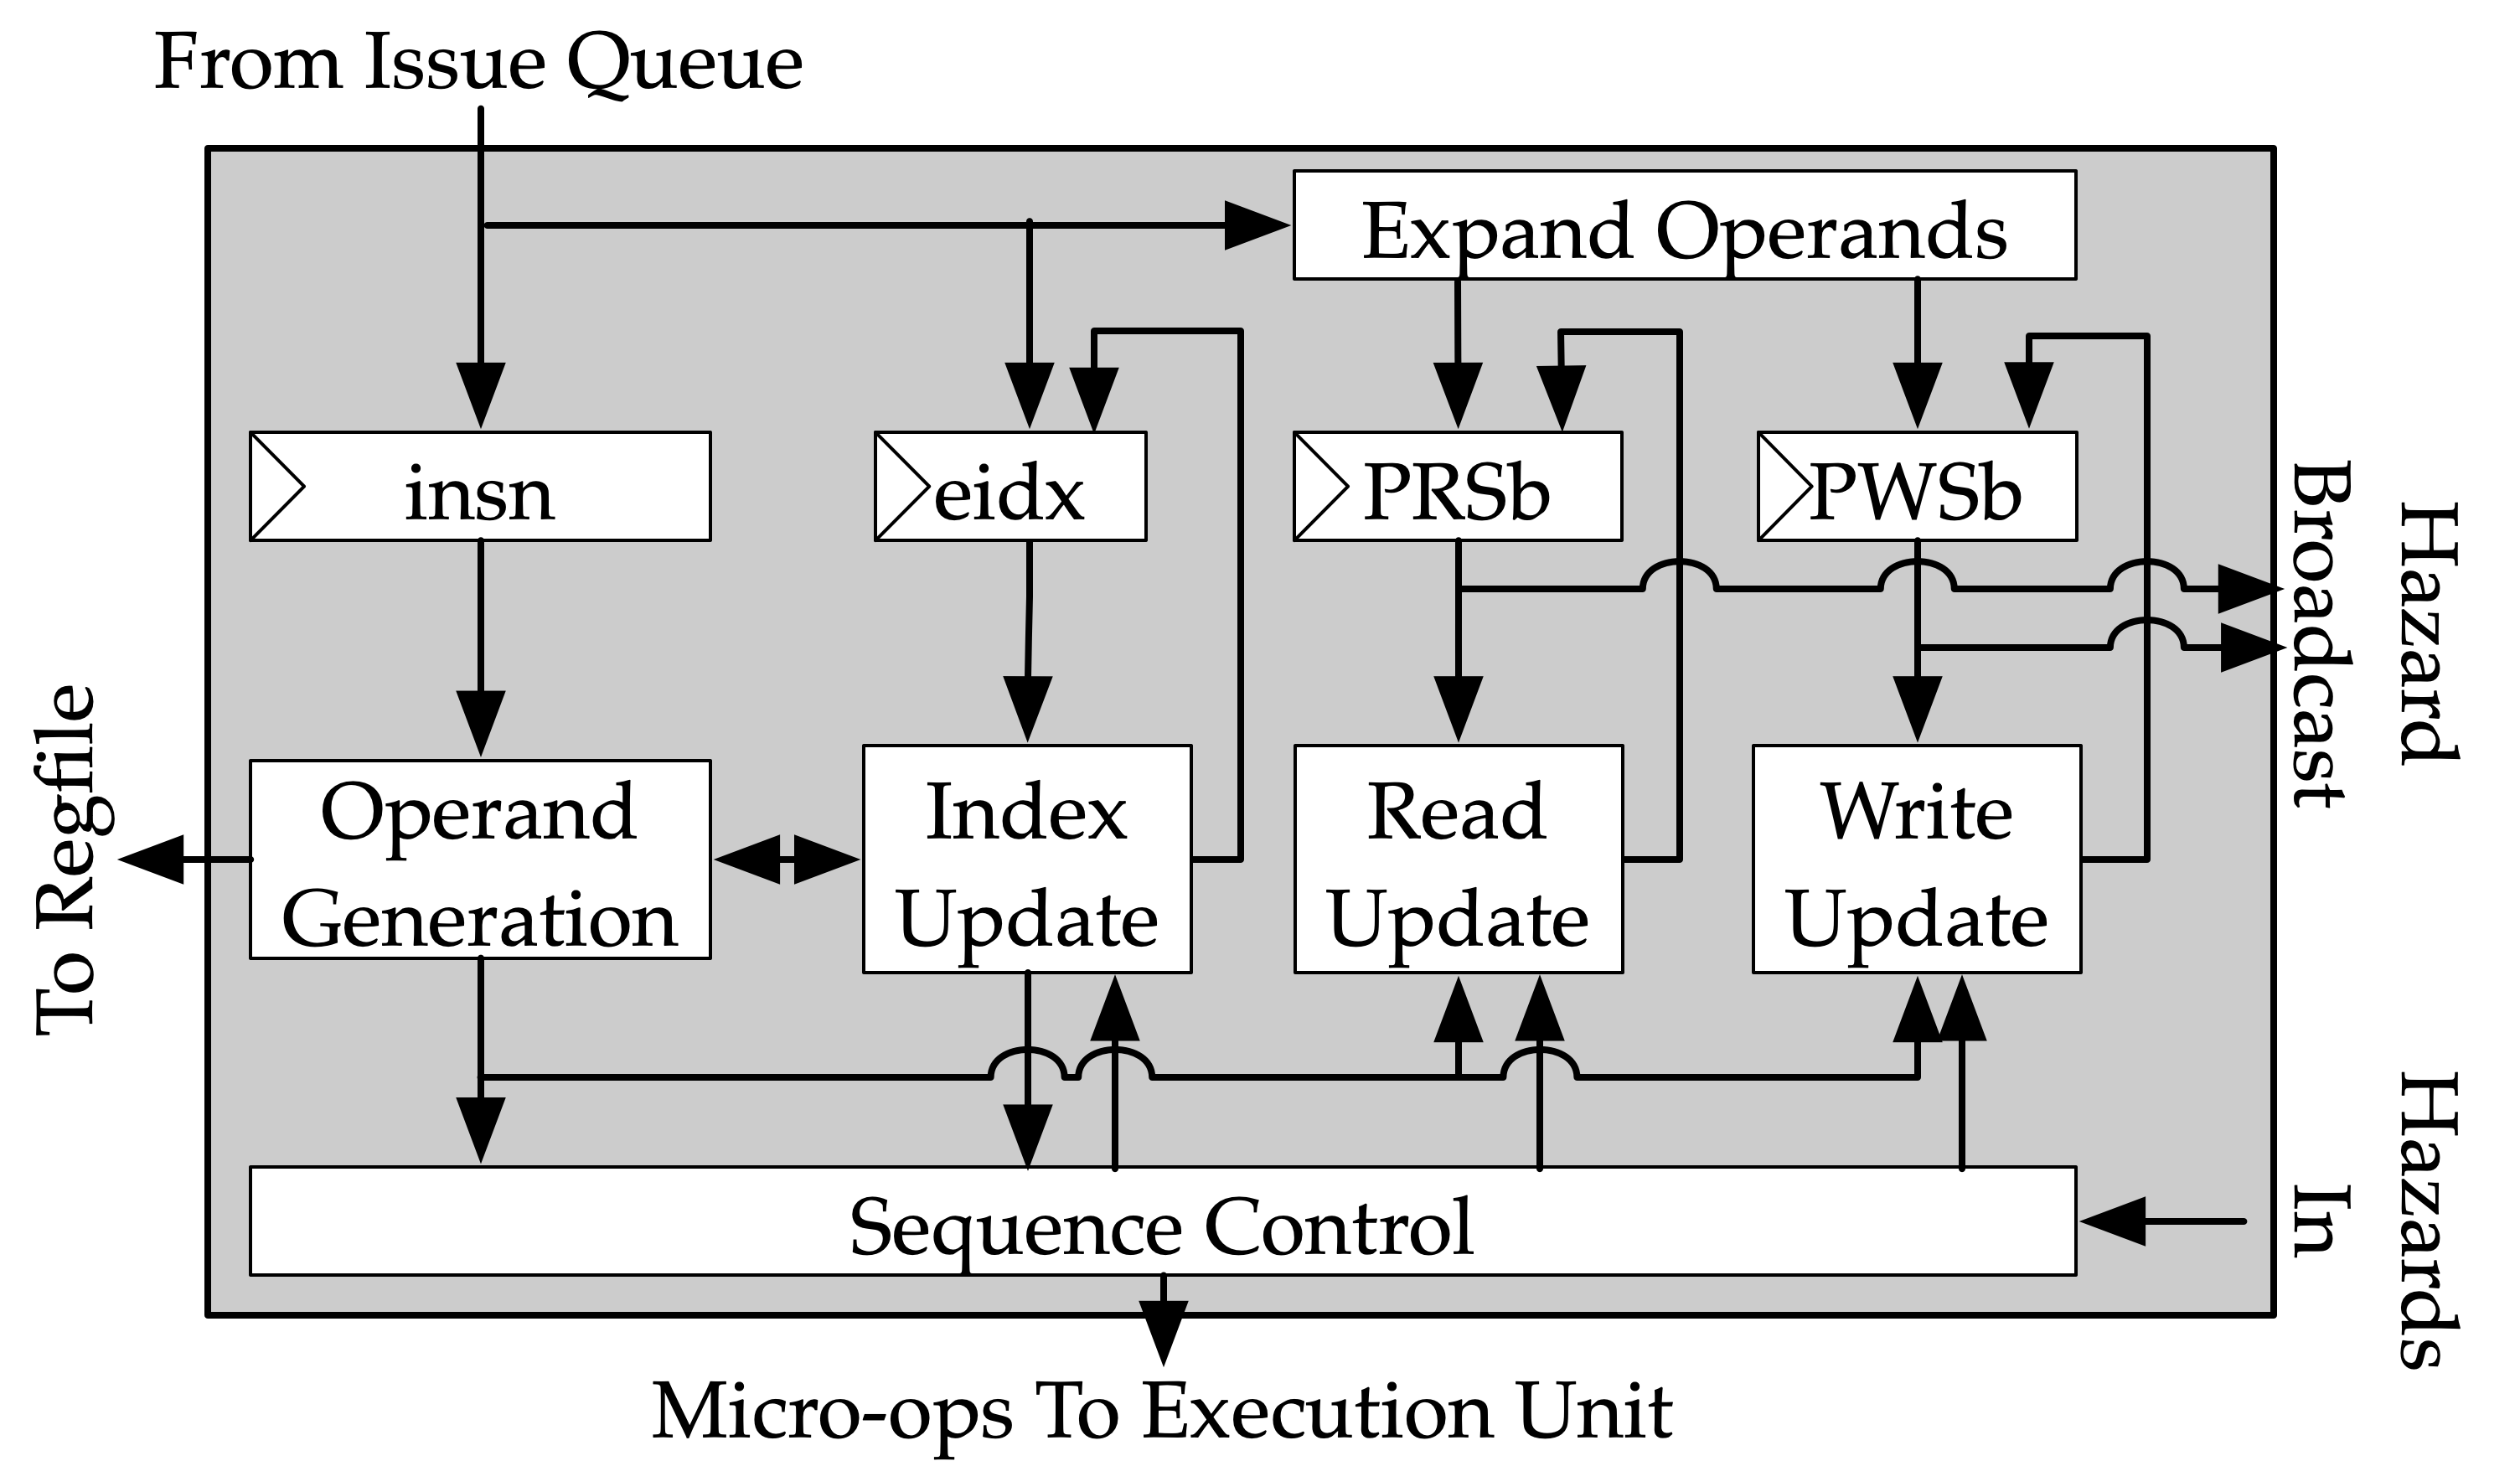 From Issue Queue
Expand Operands
insn
eidx
PRSb
PWSb
Hazard
Broadcast
To Regfile
Operand
Generation
Index
Update
Read
Update
Write
Update
Sequence Control
Hazards
In
Micro-ops To Execution Unit